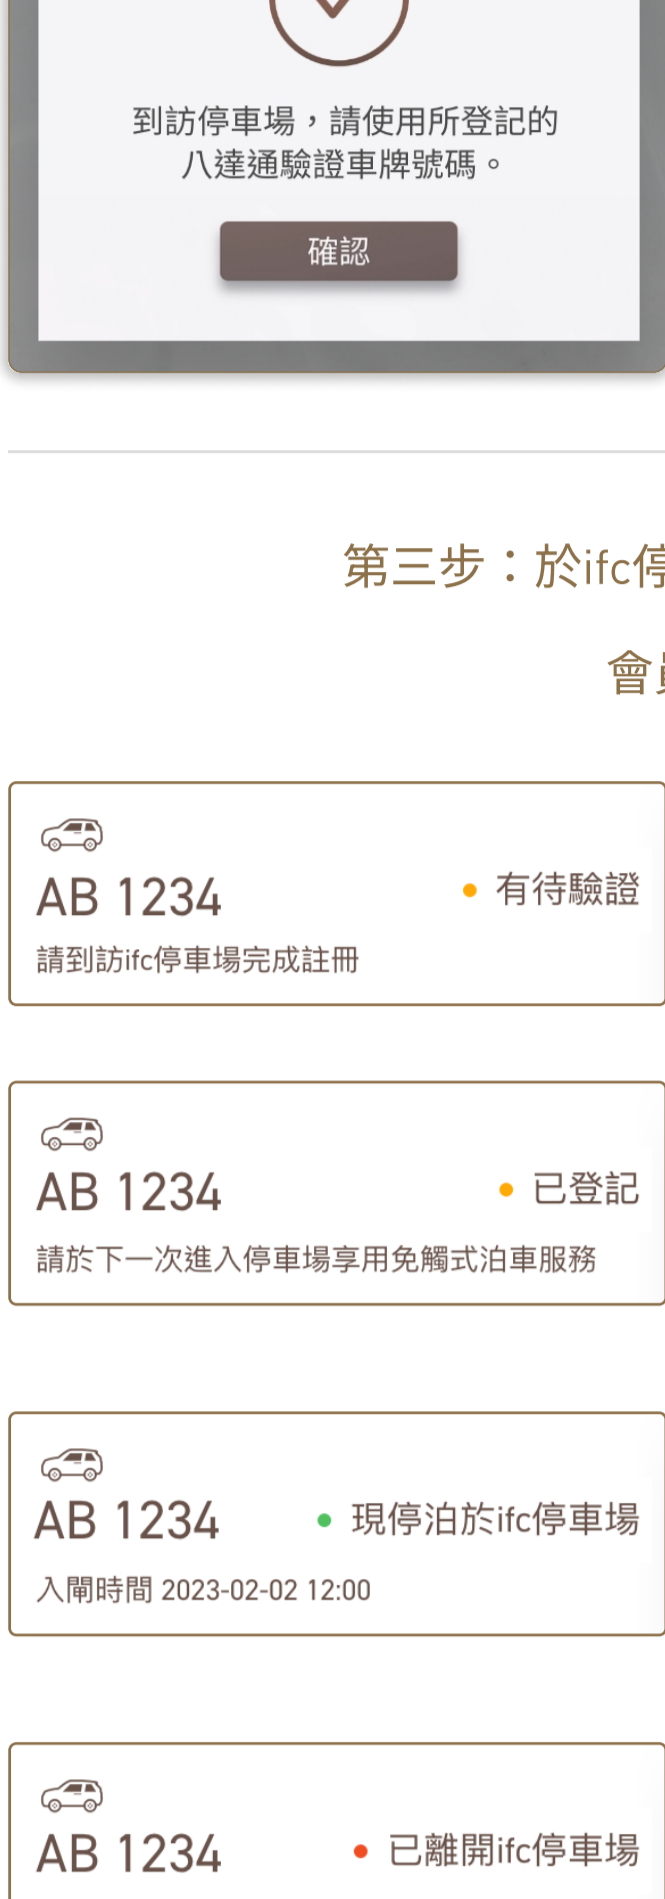 到訪停車場，請使用所登記的
八達通驗證車牌號碼。
確認
第三步：於ifc停
會員
AB 1234
有待驗證
請到訪ifc停車場完成註冊
AB 1234
已登記
請於下一次進入停車場享用免觸式泊車服務
AB 1234
現停泊於ifc停車場
入閘時間 2023-02-02 12:00
AB 1234
已離開ifc停車場